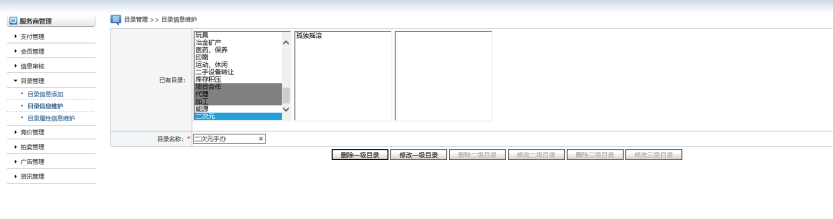 服务商管理
支付管理
会员管理
信息审核
目录管理
目录信息添加
目录信息维护
目录属性信息维护
竞价管理
拍卖管理
广告管理
资讯管理
目录管理 >> 目录信息维护
已有目录：
玩具
冶金矿产
医药、保养
印刷
运动、休闲
二手设备转让
库存积压
项目合作
代理
加工
能源
二次元
孤独摇滚
目录名称：* 二次元手办 ×
删除一级目录 修改一级目录 删除二级目录 修改二级目录 删除三级目录 修改三级目录